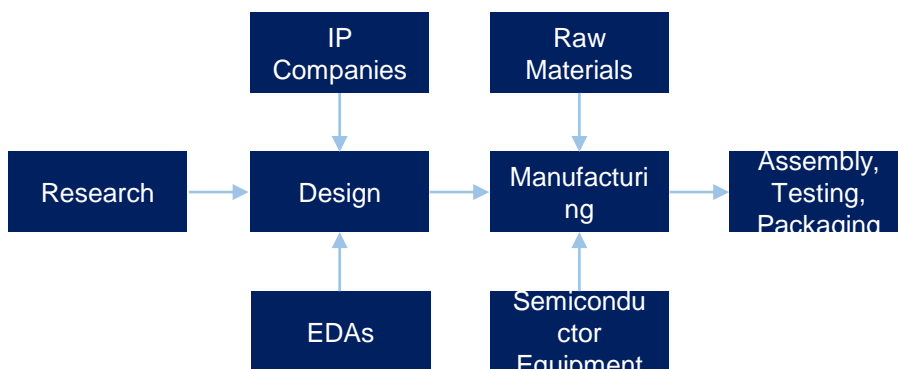 IP
Companies
Raw
Materials
Research
Design
Manufacturi
ng
Assembly,
Testing,
Packaging
EDAs
Semicondu
ctor
Equipment